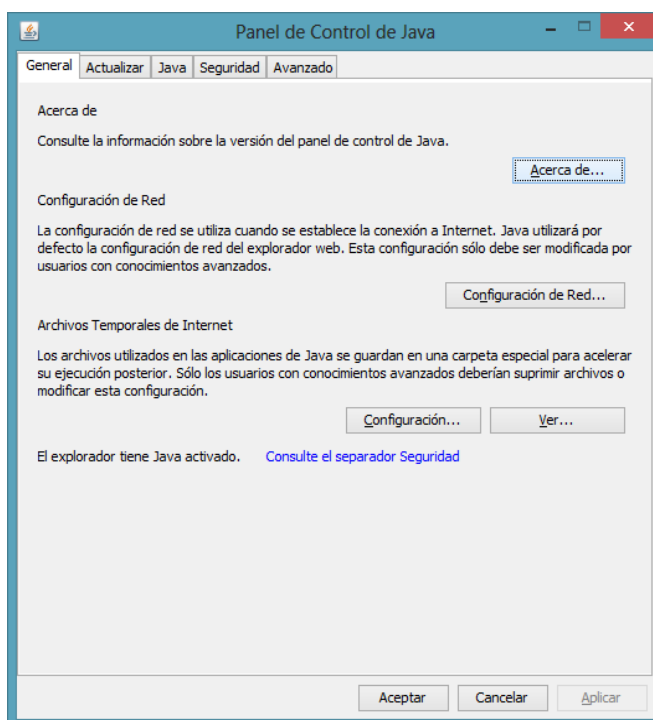 Panel de Control de Java
General Actualizar Java Seguridad Avanzado
Acerca de
Consulte la información sobre la versión del panel de control de Java.
Acerca de...
Configuración de Red
La configuración de red se utiliza cuando se establece la conexión a Internet. Java utilizará por
defecto la configuración de red del explorador web. Esta configuración sólo debe ser modificada por
usuarios con conocimientos avanzados.
Configuración de Red...
Archivos Temporales de Internet
Los archivos utilizados en las aplicaciones de Java se guardan en una carpeta especial para acelerar
su ejecución posterior. Sólo los usuarios con conocimientos avanzados deberían suprimir archivos o
modificar esta configuración.
Configuración... Ver...
El explorador tiene Java activado. Consulte el separador Seguridad
Aceptar Cancelar Aplicar